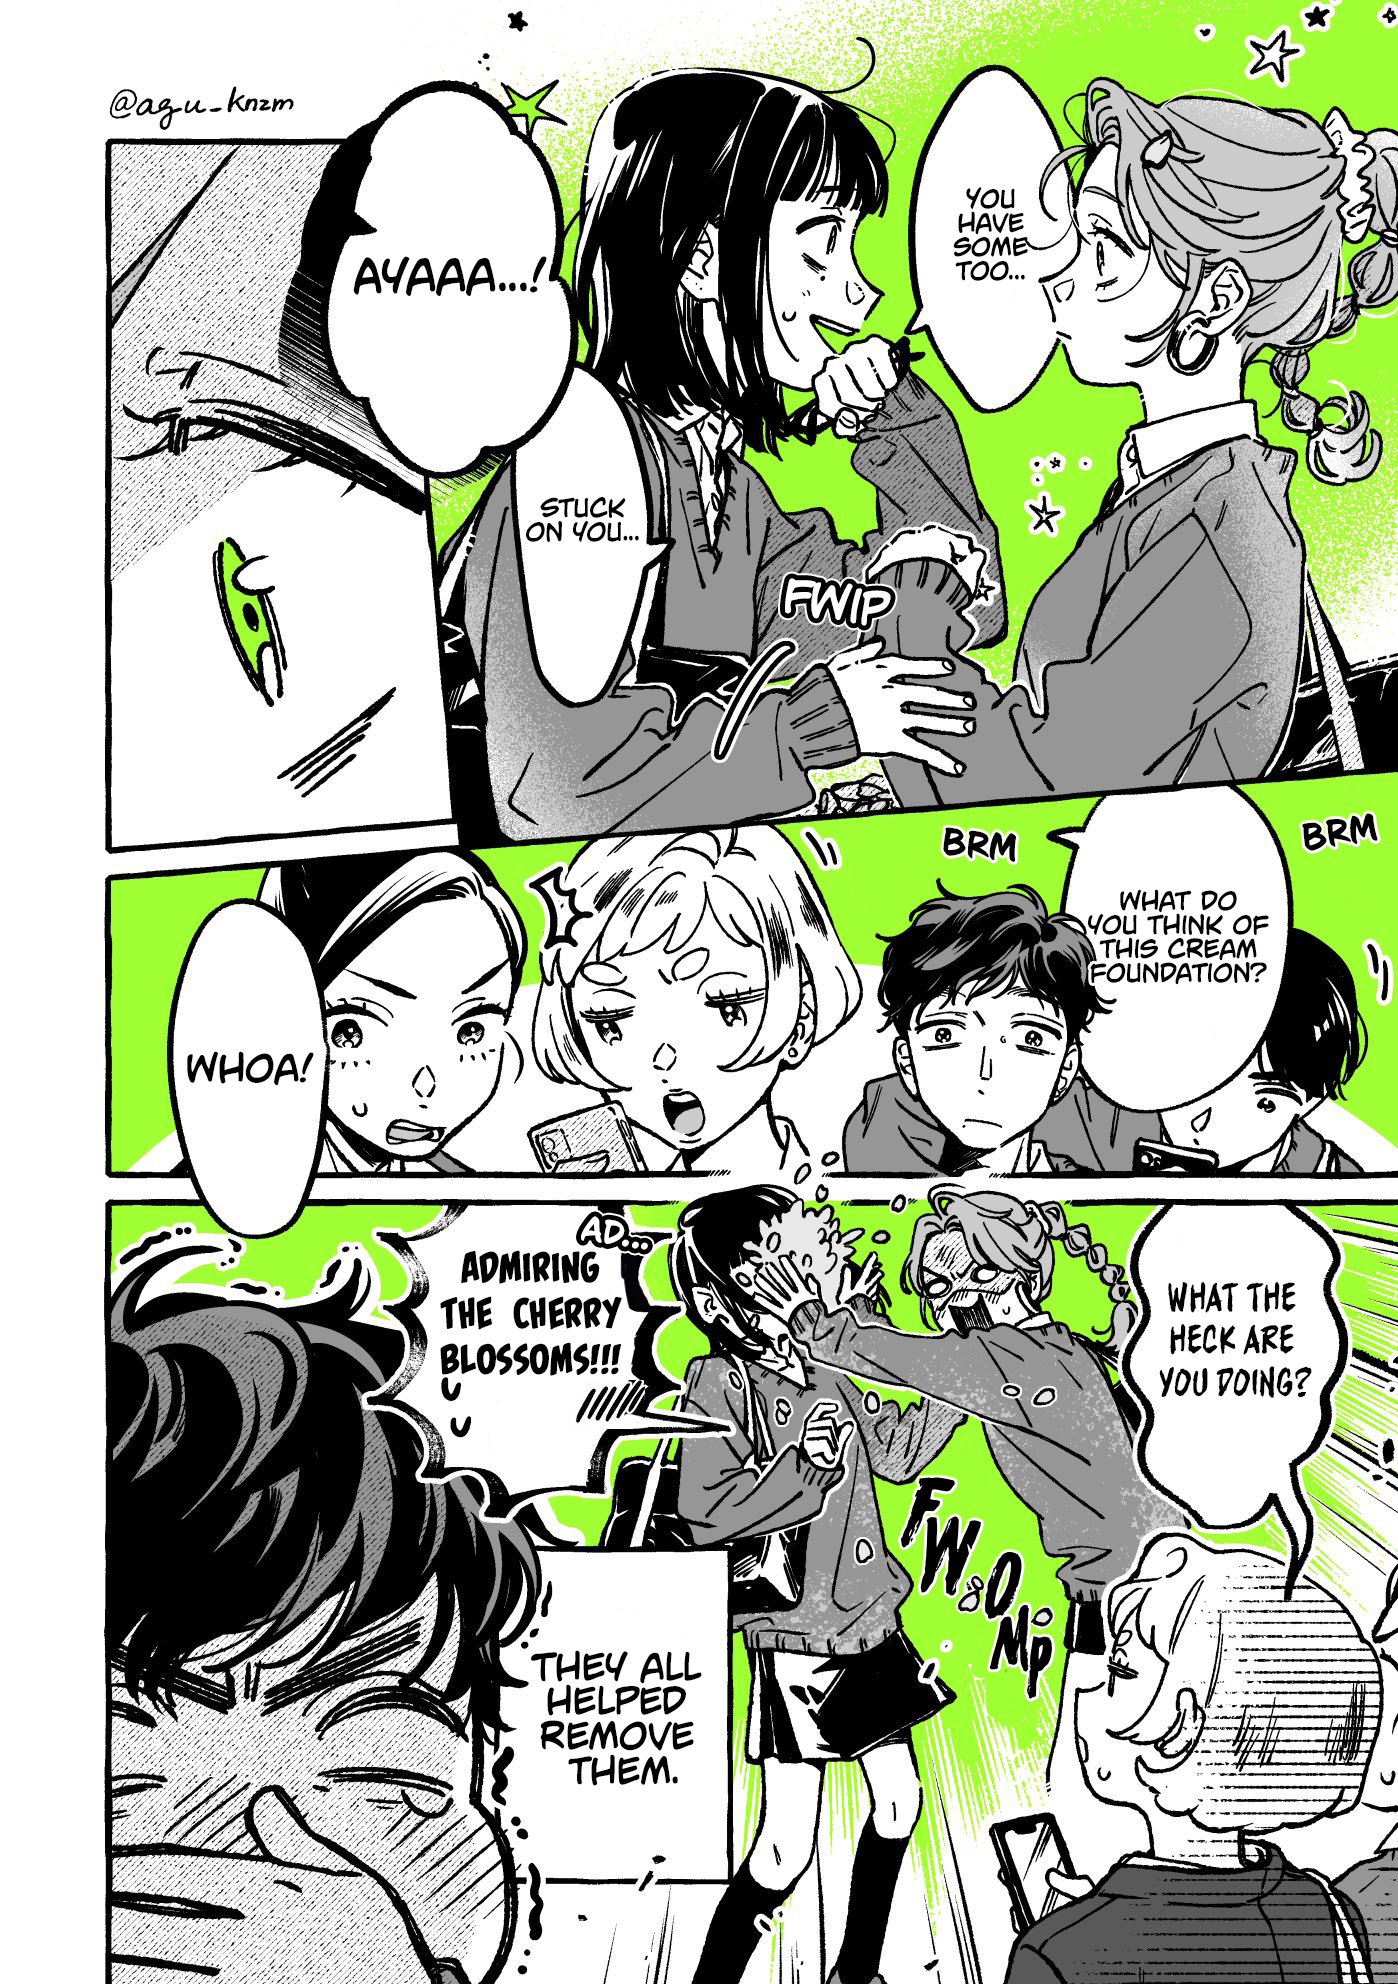 @agu_knzm
YOU
HAVE
SOME
TOO...
AYAAA...!
STUCK
ON YOU...
FWIP
BRM
BRM
WHAT DO
YOU THINK OF
THIS CREAM
FOUNDATION?
WHOA!
WHAT THE
HECK ARE
YOU DOING?
AD...
ADMIRING
THE CHERRY
BLOSSOMS!!!
FWOMP
THEY ALL
HELPED
REMOVE
THEM.